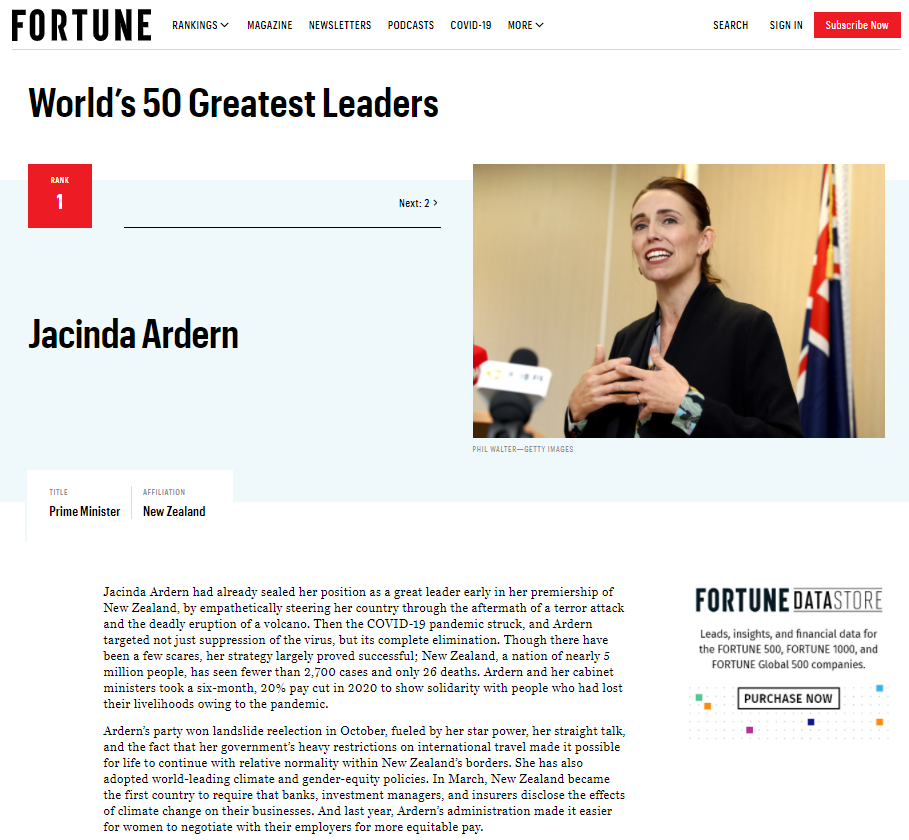 FORTUNE
RANKINGS MAGAZINE NEWSLETTERS PODCASTS COVID-19 MORE SEARCH SIGN IN Subscribe Now
World's 50 Greatest Leaders
RANK
1
Next: 2 >
Jacinda Ardern
PHIL WALTER—GETTY IMAGES
TITLE
Prime Minister
AFFILIATION
New Zealand
Jacinda Ardern had already sealed her position as a great leader early in her premiership of
New Zealand, by empathetically steering her country through the aftermath of a terror attack
and the deadly eruption of a volcano. Then the COVID-19 pandemic struck, and Ardern
targeted not just suppression of the virus, but its complete elimination. Though there have
been a few scares, her strategy largely proved successful; New Zealand, a nation of nearly 5
million people, has seen fewer than 2,700 cases and only 26 deaths. Ardern and her cabinet
ministers took a six-month, 20% pay cut in 2020 to show solidarity with people who had lost
their livelihoods owing to the pandemic.
Ardern's party won landslide reelection in October, fueled by her star power, her straight talk,
and the fact that her government's heavy restrictions on international travel made it possible
for life to continue with relative normality within New Zealand's borders. She has also
adopted world-leading climate and gender-equity policies. In March, New Zealand became
the first country to require that banks, investment managers, and insurers disclose the effects
of climate change on their businesses. And last year, Ardern's administration made it easier
for women to negotiate with their employers for more equitable pay.
FORTUNE DATASTORE
Leads, insights, and financial data for
the FORTUNE 500, FORTUNE 1000, and
FORTUNE Global 500 companies.
PURCHASE NOW